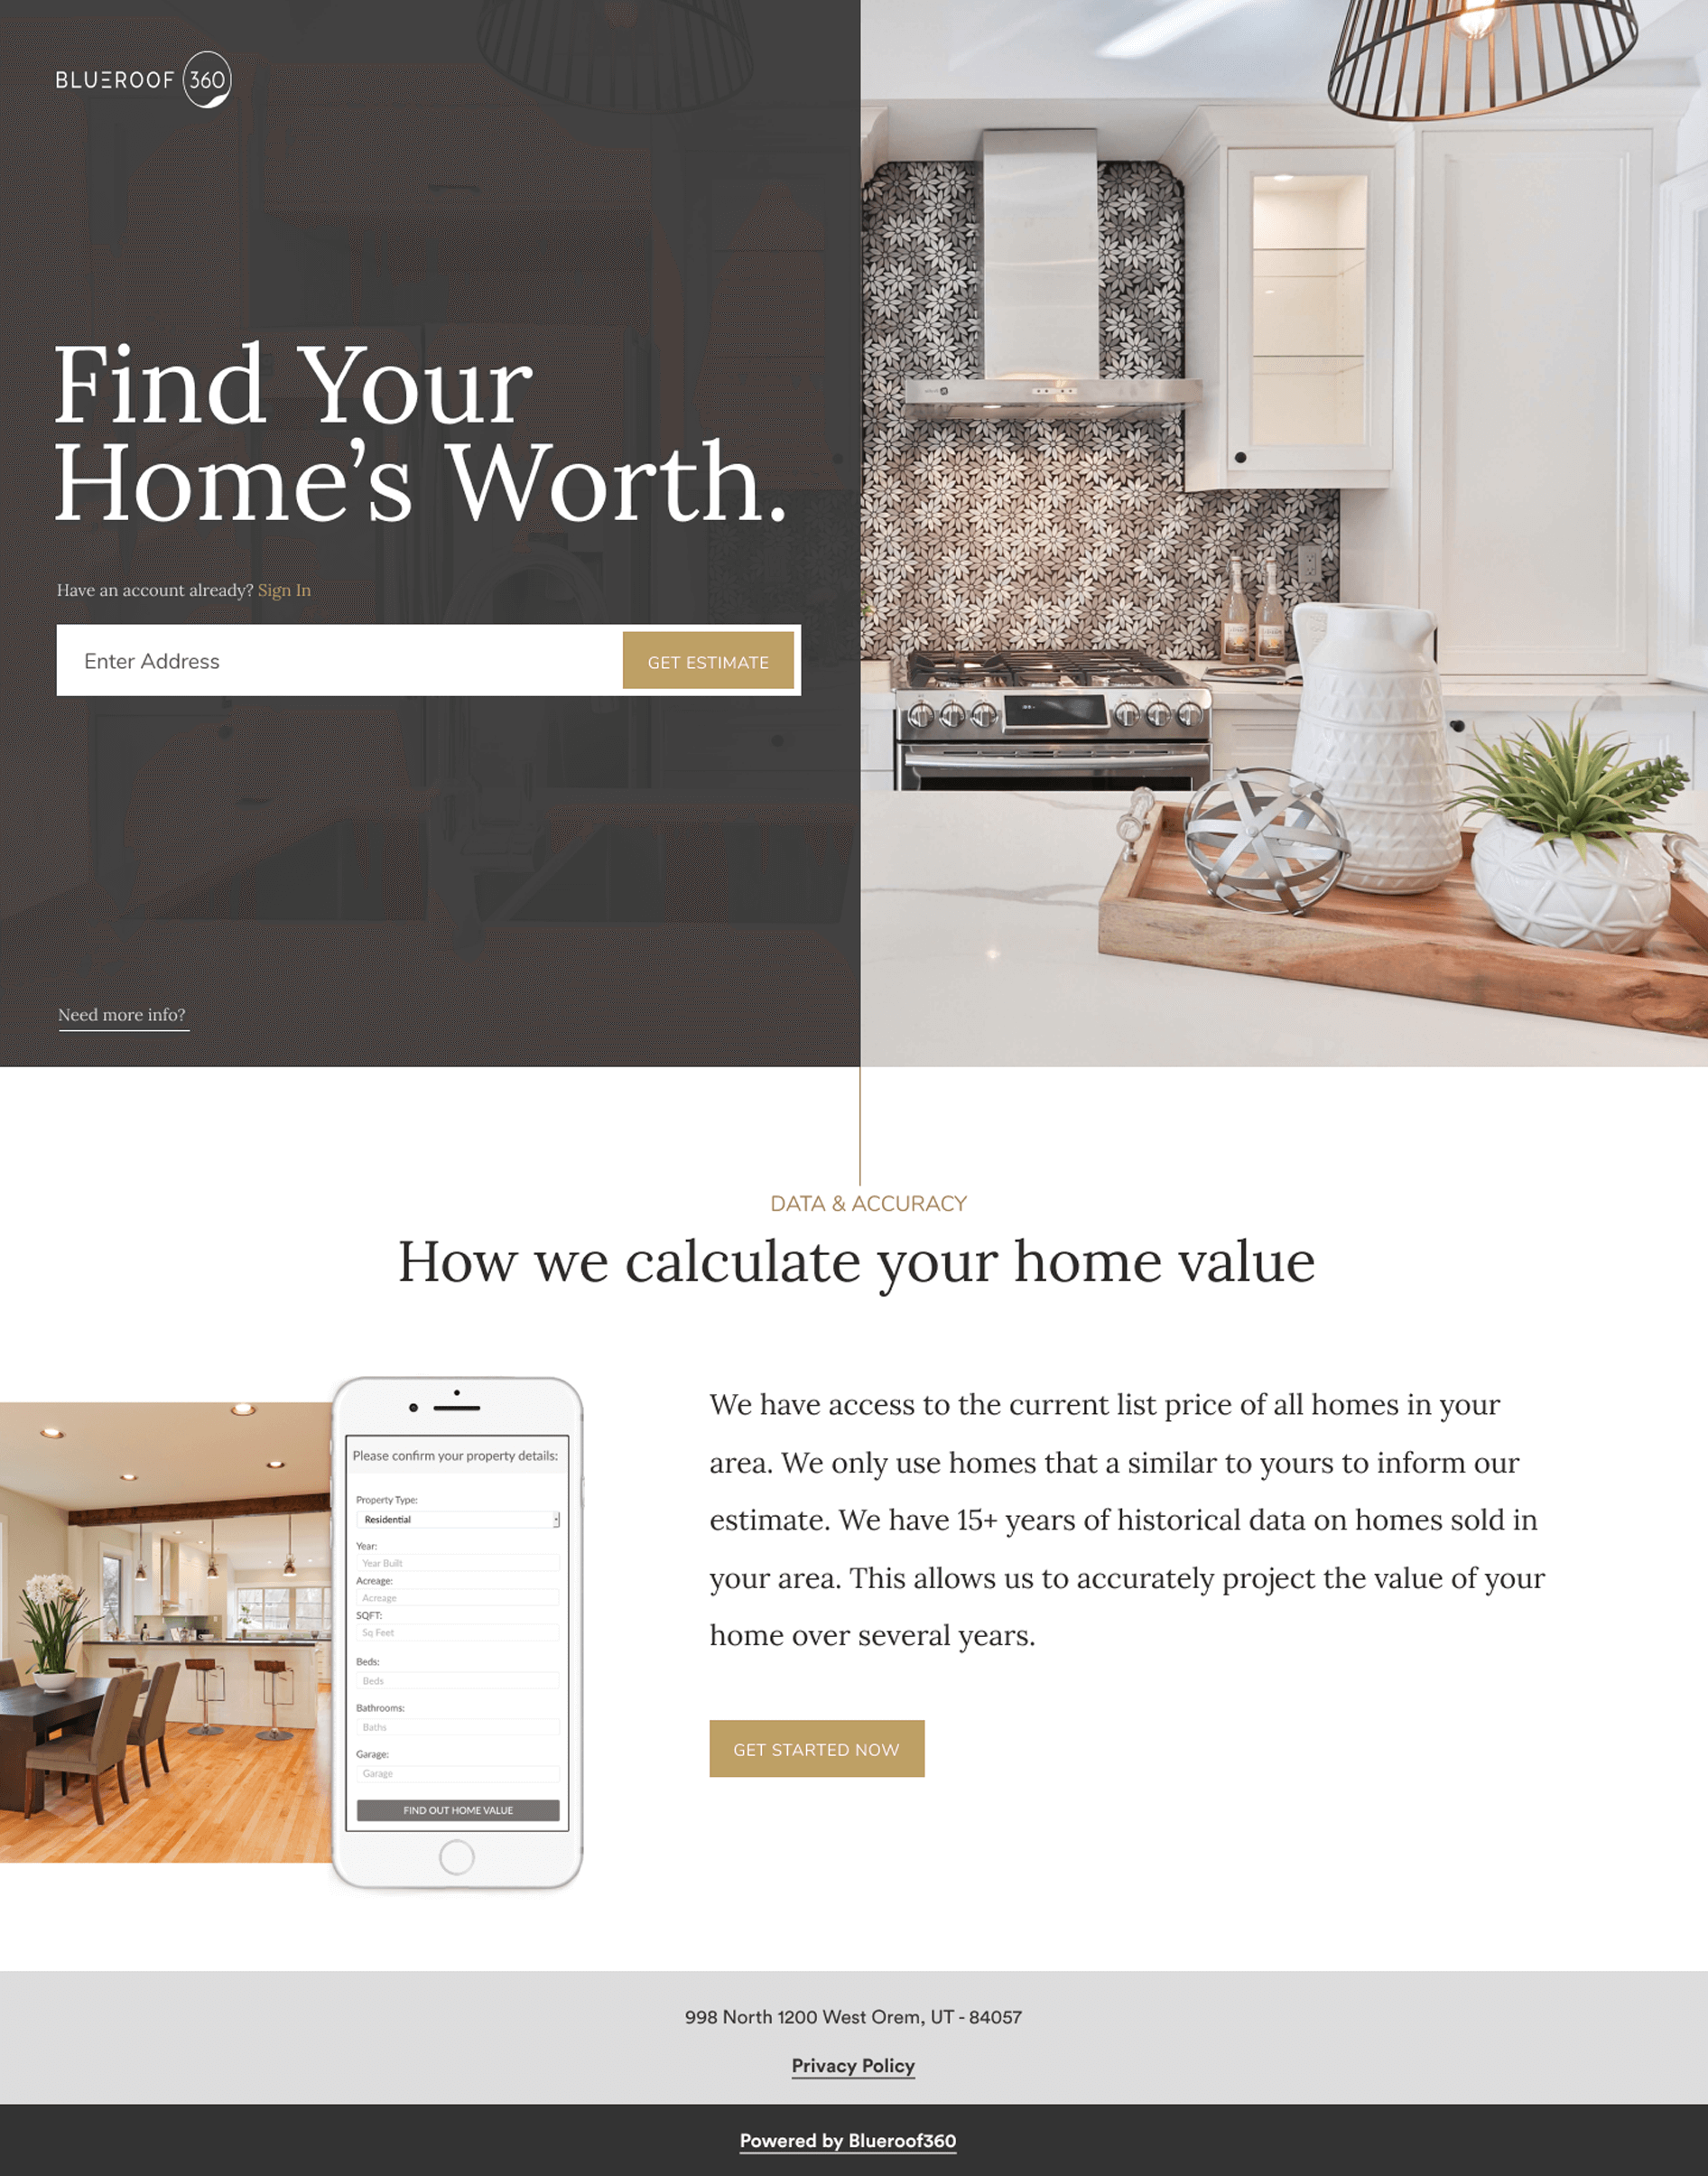 BLUEROOF 360
Find Your
Home’s Worth.
Have an account already? Sign In
Enter Address
GET ESTIMATE
Need more info?
DATA & ACCURACY
How we calculate your home value
Please confirm your property details:
Property Type:
Residential
Year:
Year Built
Acreage:
Acreage
SQFT:
Sq Feet
Beds:
Beds
Bathrooms:
Baths
Garage:
Garage
FIND OUT HOME VALUE
We have access to the current list price of all homes in your
area. We only use homes that a similar to yours to inform our
estimate. We have 15+ years of historical data on homes sold in
your area. This allows us to accurately project the value of your
home over several years.
GET STARTED NOW
998 North 1200 West Orem, UT - 84057
Privacy Policy
Powered by Blueroof360